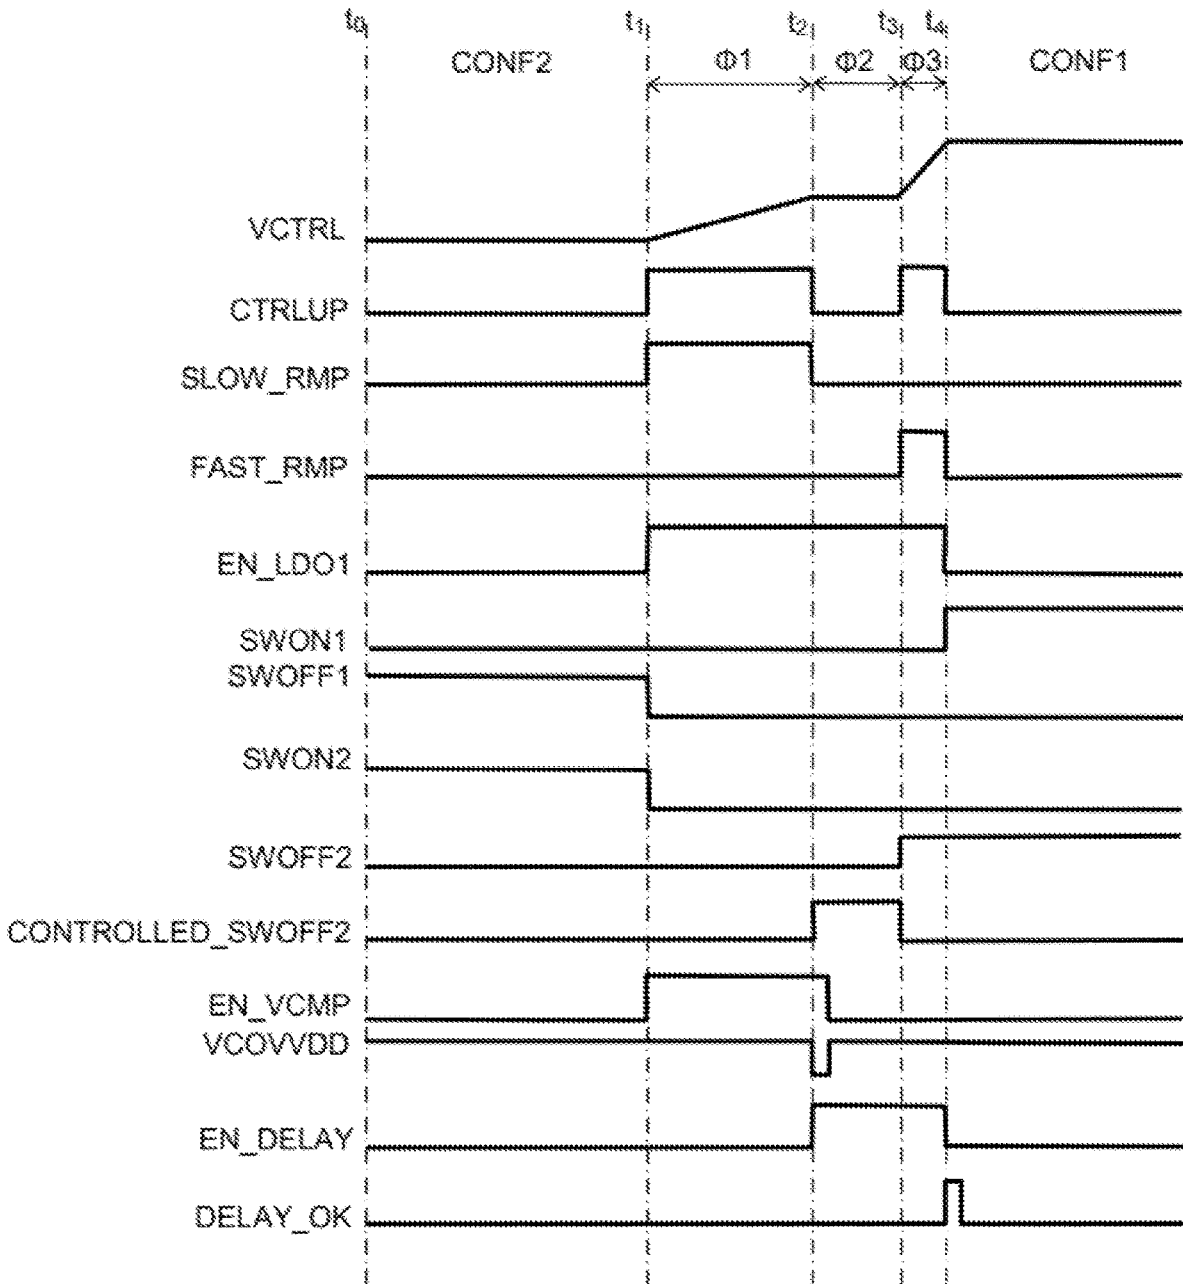 t0 t1 t2 t3 t4
CONF2 Φ1 Φ2 Φ3 CONF1
VCTRL
CTRLUP
SLOW_RMP
FAST_RMP
EN_LDO1
SWON1
SWOFF1
SWON2
SWOFF2
CONTROLLED_SWOFF2
EN_VCMP
VCOVVDD
EN_DELAY
DELAY_OK